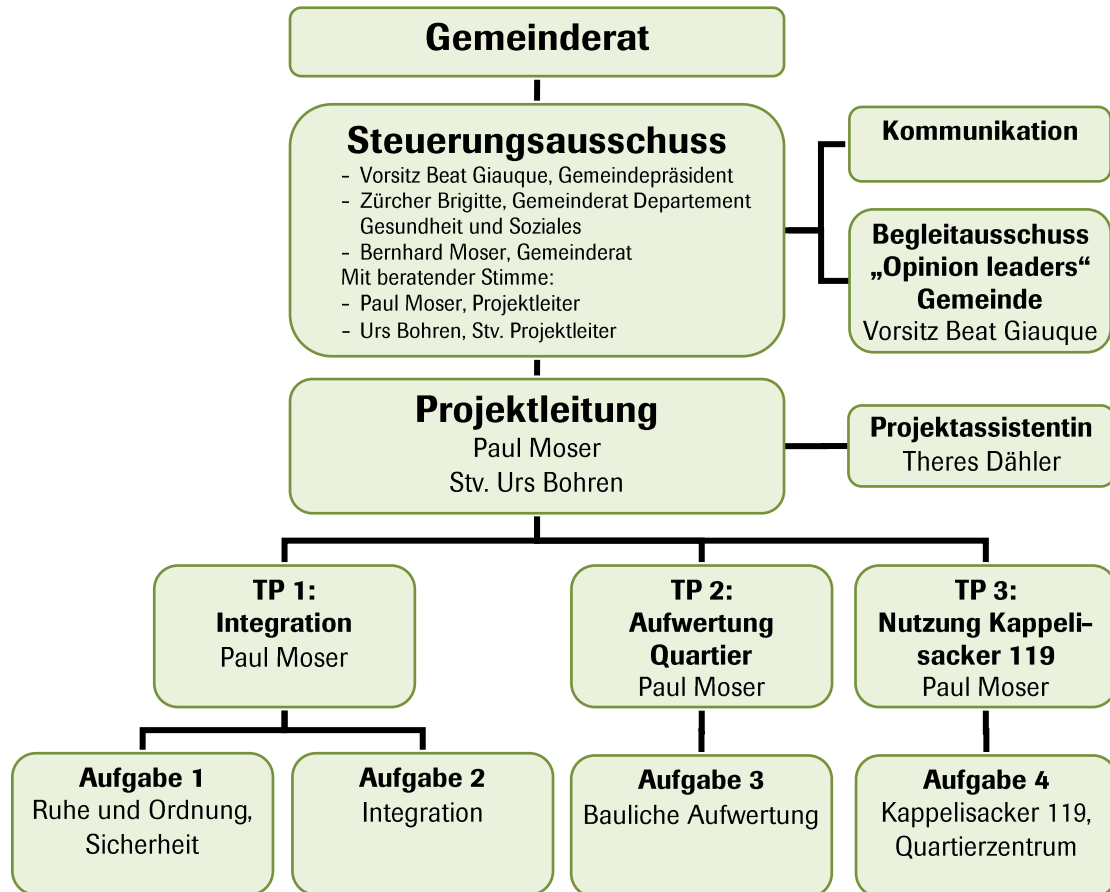 Gemeinderat
Steuerungsausschuss
- Vorsitz Beat Giauque, Gemeindepräsident
- Zürcher Brigitte, Gemeinderat Departement
Gesundheit und Soziales
- Bernhard Moser, Gemeinderat
Mit beratender Stimme:
- Paul Moser, Projektleiter
- Urs Bohren, Stv. Projektleiter
Kommunikation
Begleitausschuss
„Opinion leaders“
Gemeinde
Vorsitz Beat Giauque
Projektleitung
Paul Moser
Stv. Urs Bohren
Projektassistentin
Theres Dähler
TP 1:
Integration
Paul Moser
TP 2:
Aufwertung
Quartier
Paul Moser
TP 3:
Nutzung Kappeli-
sacker 119
Paul Moser
Aufgabe 1
Ruhe und Ordnung,
Sicherheit
Aufgabe 2
Integration
Aufgabe 3
Bauliche Aufwertung
Aufgabe 4
Kappelisacker 119,
Quartierzentrum